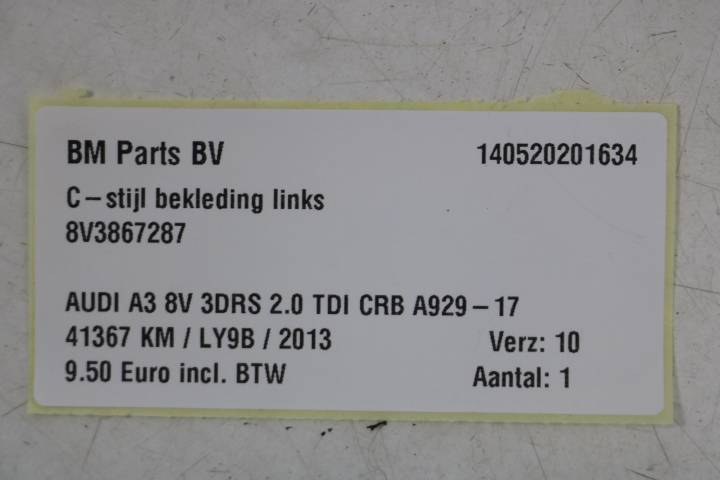 BM Parts BV 140520201634
C-stijl bekleding links
8V3867287
AUDI A3 8V 3DRS 2.0 TDI CRB A929-17
41367 KM / LY9B / 2013 Verz: 10
9.50 Euro incl. BTW Aantal: 1